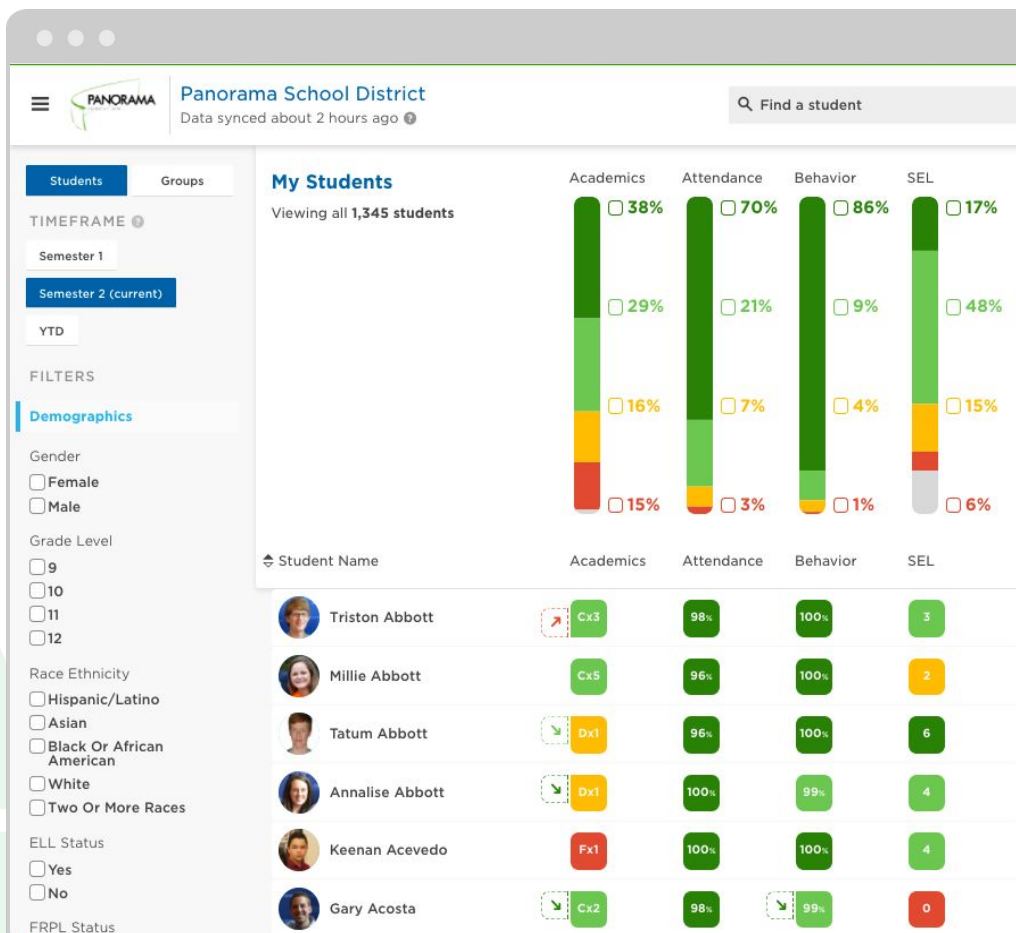 PANORAMA
Panorama School District
Data synced about 2 hours ago ?
Find a student
Students
Groups
TIMEFRAME ?
Semester 1
Semester 2 (current)
YTD
FILTERS
Demographics
Gender
Female
Male
Grade Level
9
10
11
12
Race Ethnicity
Hispanic/Latino
Asian
Black Or African
American
White
Two Or More Races
ELL Status
Yes
No
FRPL Status
My Students
Viewing all 1,345 students
Academics Attendance Behavior SEL
38% 70% 86% 17%
29% 21% 9% 48%
16% 7% 4% 15%
15% 3% 1% 6%
Student Name Academics Attendance Behavior SEL
Triston Abbott Cx3 98% 100% 3
Millie Abbott Cx5 96% 100% 2
Tatum Abbott Dx1 96% 100% 6
Annalise Abbott Dx1 100% 99% 4
Keenan Acevedo Fx1 100% 100% 4
Gary Acosta Cx2 98% 99% 0